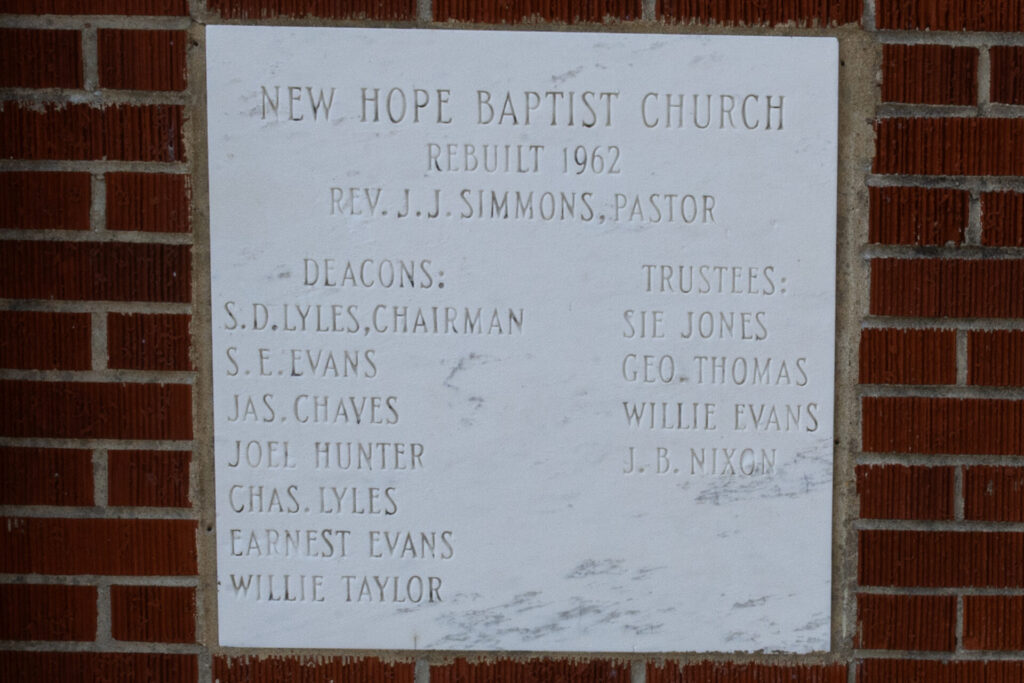 NEW HOPE BAPTIST CHURCH
REBUILT 1962
REV. J. J. SIMMONS, PASTOR
DEACONS:
S. D. LYLES, CHAIRMAN
S. E. EVANS
JAS. CHAVES
JOEL HUNTER
CHAS. LYLES
EARNEST EVANS
WILLIE TAYLOR
TRUSTEES:
SIE JONES
GEO. THOMAS
WILLIE EVANS
J. B. NIXON